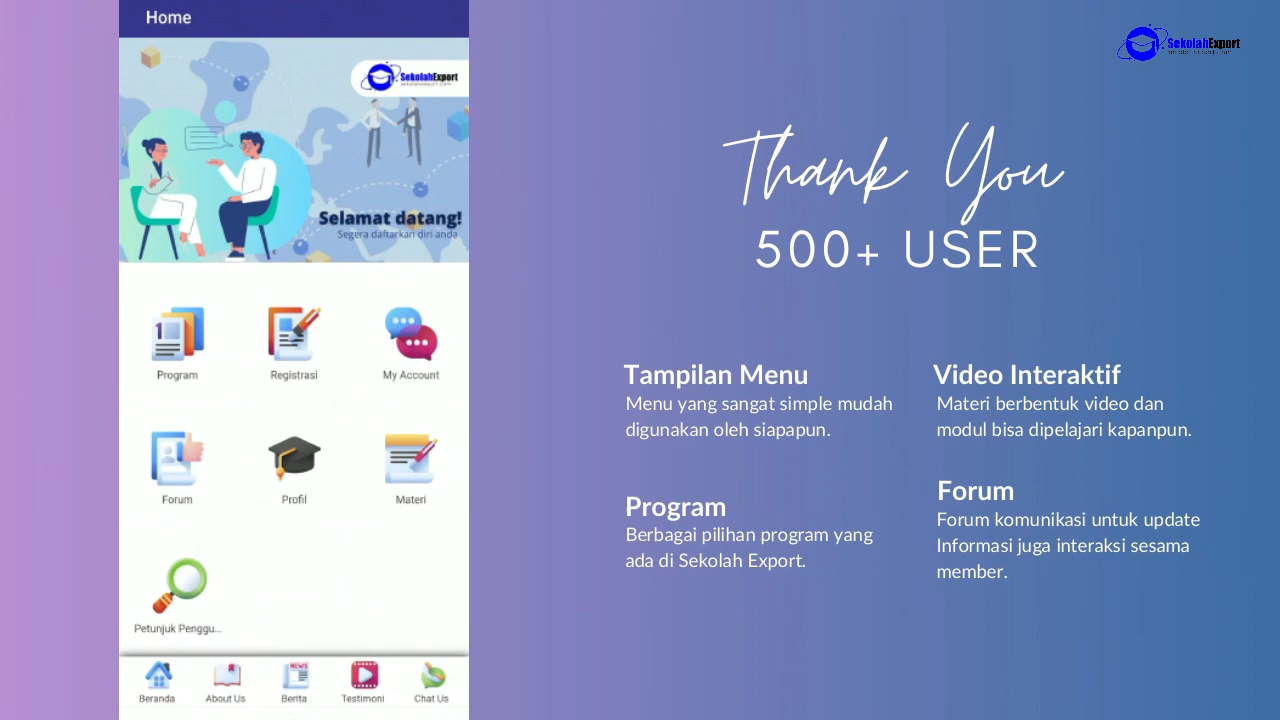 Home
SekolahExport
Selamat datang!
Segera daftarkan diri anda
Program
Registrasi
My Account
Forum
Profil
Materi
Petunjuk Penggu...
Beranda
About Us
NEWS
Berita
Testimoni
Chat Us
SekolahExport
Thank You
500+ USER
Tampilan Menu
Menu yang sangat simple mudah
digunakan oleh siapapun.
Video Interaktif
Materi berbentuk video dan
modul bisa dipelajari kapanpun.
Program
Berbagai pilihan program yang
ada di Sekolah Export.
Forum
Forum komunikasi untuk update
Informasi juga interaksi sesama
member.